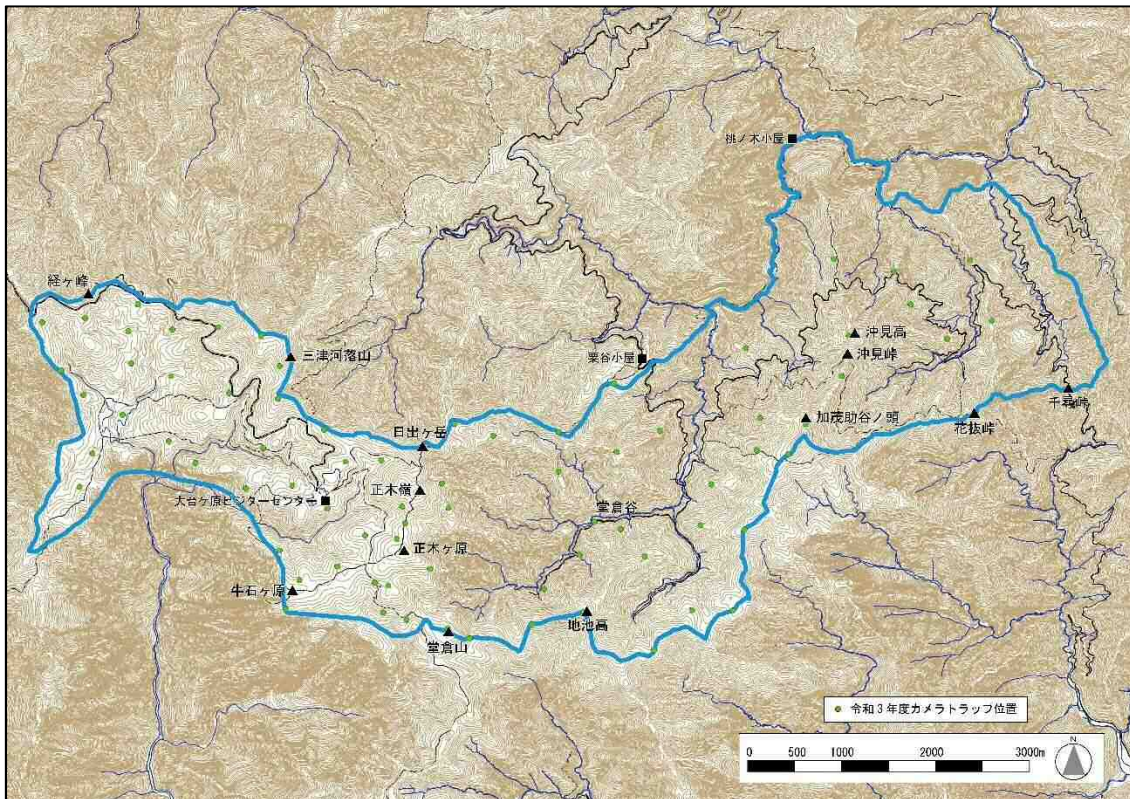 桃ノ木小屋
経ヶ峰
沖見高
三津河落山
沖見峠
粟谷小屋
千尋峠
加茂助谷ノ頭
花抜峠
日出ヶ岳
正木嶺
大台ヶ原ビジターセンター
堂倉谷
正木ヶ原
牛石ヶ原
地池高
堂倉山
令和3年度カメラトラップ位置
0 500 1000 2000 3000m
N